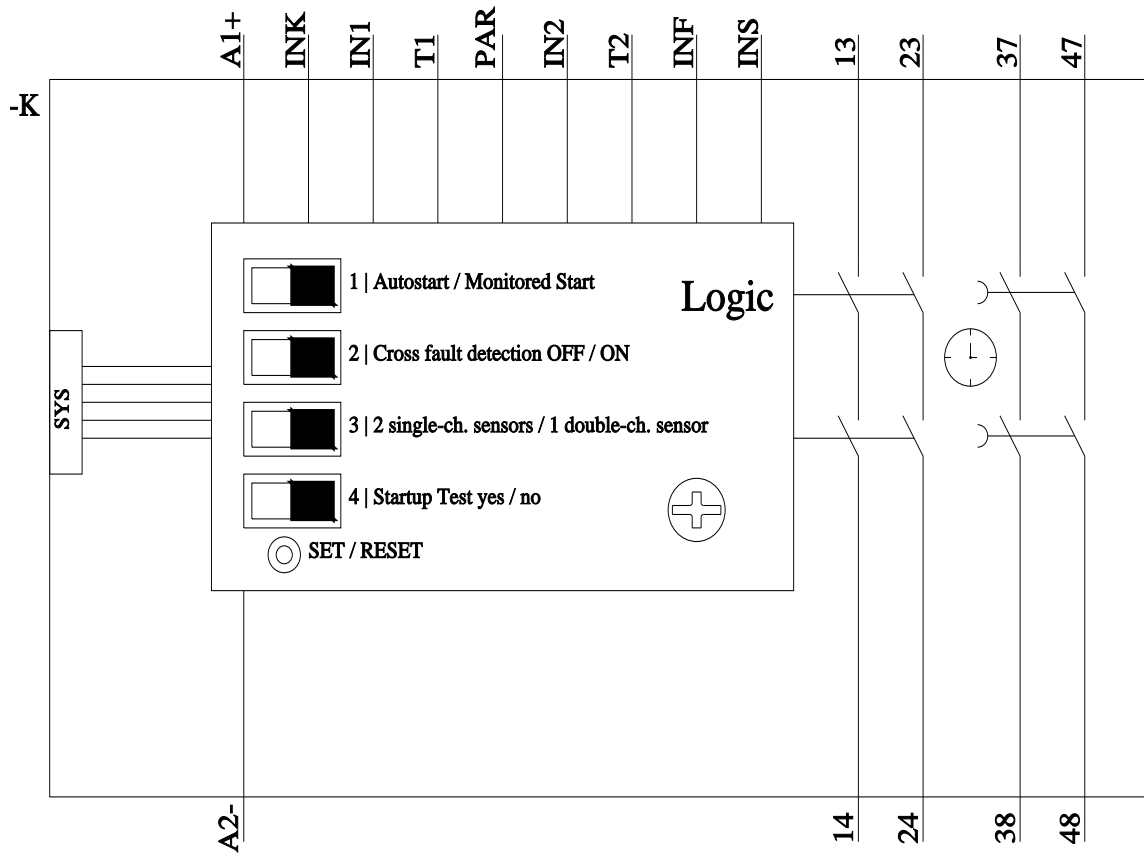 A1+
INK
IN1
T1
PAR
IN2
T2
INF
INS
13
23
37
47
-K
1 | Autostart / Monitored Start
Logic
2 | Cross fault detection OFF / ON
SYS
3 | 2 single-ch. sensors / 1 double-ch. sensor
4 | Startup Test yes / no
SET / RESET
A2-
14
24
38
48